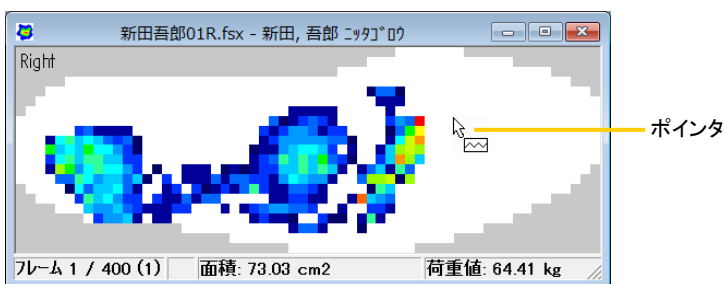 新田吾郎01R.fsx - 新田, 吾郎 ﾆｯﾀｺﾞﾛｳ
Right
ポインタ
ﾌﾚｰﾑ 1 / 400 (1) 面積: 73.03 cm2 荷重値: 64.41 kg